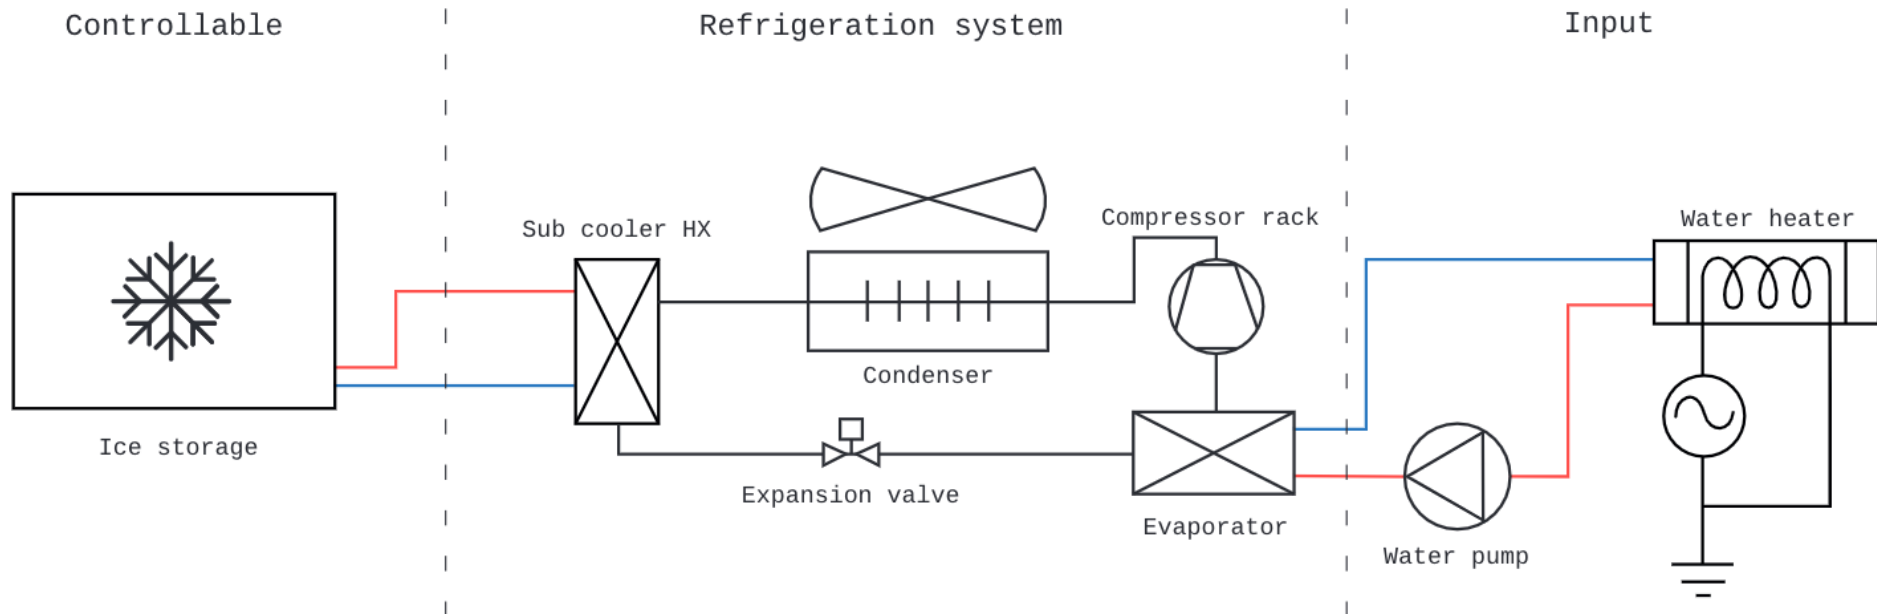 Controllable
Refrigeration system
Input
Sub cooler HX
Compressor rack
Water heater
Condenser
Ice storage
Expansion valve
Evaporator
Water pump